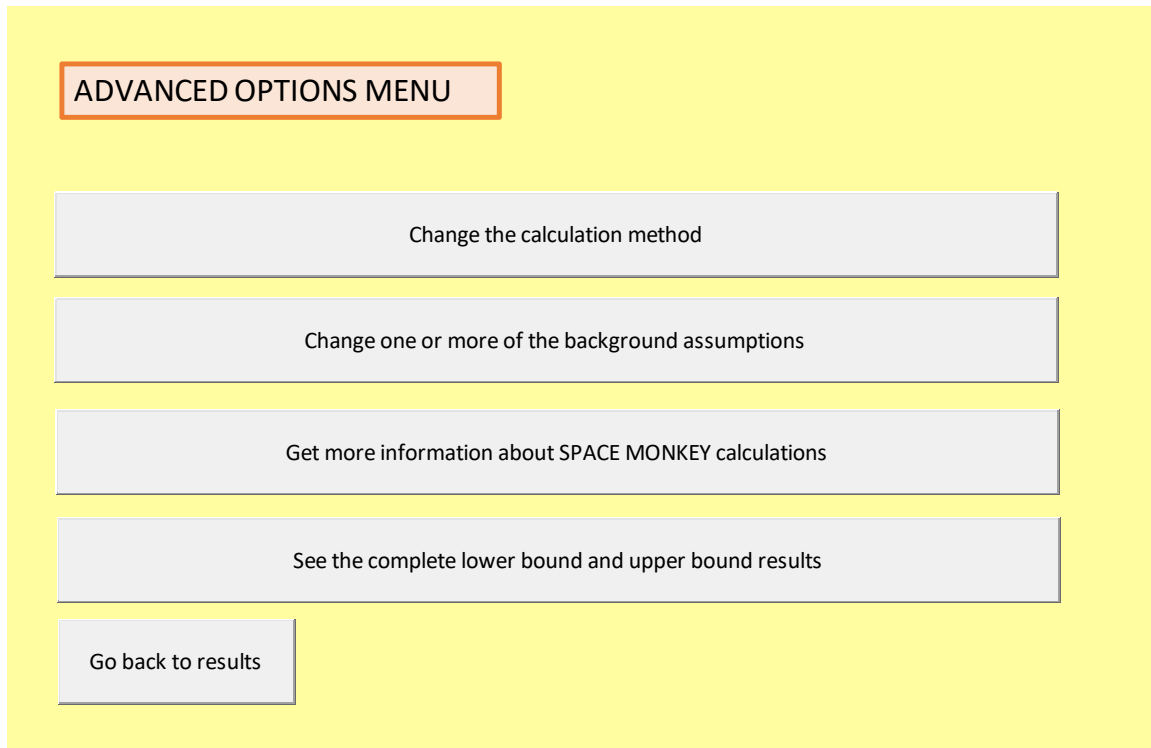 ADVANCED OPTIONS MENU
Change the calculation method
Change one or more of the background assumptions
Get more information about SPACE MONKEY calculations
See the complete lower bound and upper bound results
Go back to results